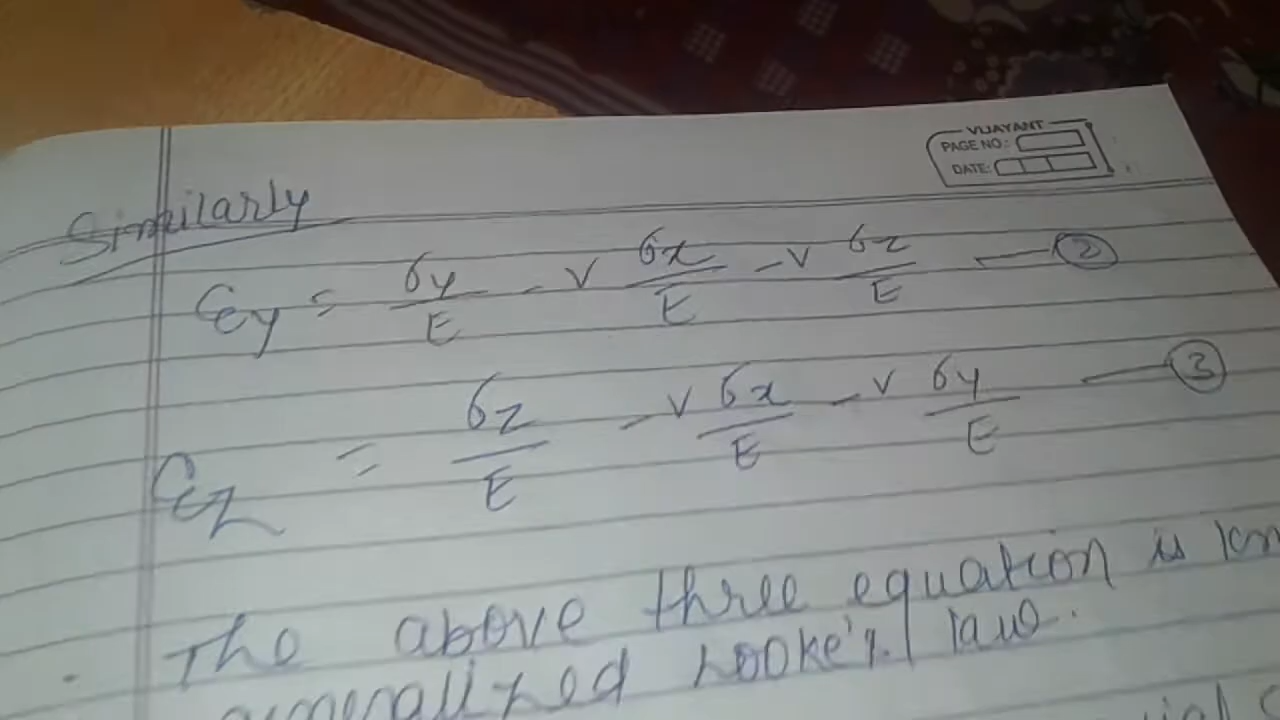 VIJAYANT
PAGE NO.:
DATE:
Similarly
ϵy = σy/E - ν σx/E - ν σz/E — ②
ϵz = σz/E - ν σx/E - ν σy/E — ③
The above three equation is
generalized Hooke's law.